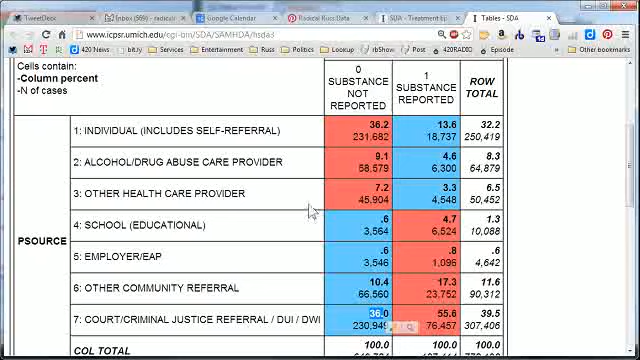 TweetDeck
Inbox (569) - radicalru
Google Calendar
Radical Russ Data
SDA - Treatment Ep
Tables - SDA
www.icpsr.umich.edu/cgi-bin/SDA/SAMHDA/hsda3
420 News
bitly
Google Voice
Lookup
rbShow
Post
420RADIO
Episode
Russ
Other bookmarks
Cells contain:
-Column percent
-N of cases
0
SUBSTANCE
NOT
REPORTED
1
SUBSTANCE
REPORTED
ROW
TOTAL
PSOURCE
1: INDIVIDUAL (INCLUDES SELF-REFERRAL)
36.2 13.6 32.2
231,682 18,737 250,419
2: ALCOHOL/DRUG ABUSE CARE PROVIDER
9.1 4.6 8.3
58,579 6,300 64,879
3: OTHER HEALTH CARE PROVIDER
7.2 3.3 6.5
45,904 4,548 50,452
4: SCHOOL (EDUCATIONAL)
.6 4.7 1.3
3,564 6,524 10,088
5: EMPLOYER/EAP
.6 .8 .6
3,546 1,096 4,642
6: OTHER COMMUNITY REFERRAL
10.4 17.3 11.6
66,560 23,752 90,312
7: COURT/CRIMINAL JUSTICE REFERRAL / DUI / DWI
36.0 55.6 39.5
230,949 76,457 307,406
COL TOTAL
100.0 100.0 100.0